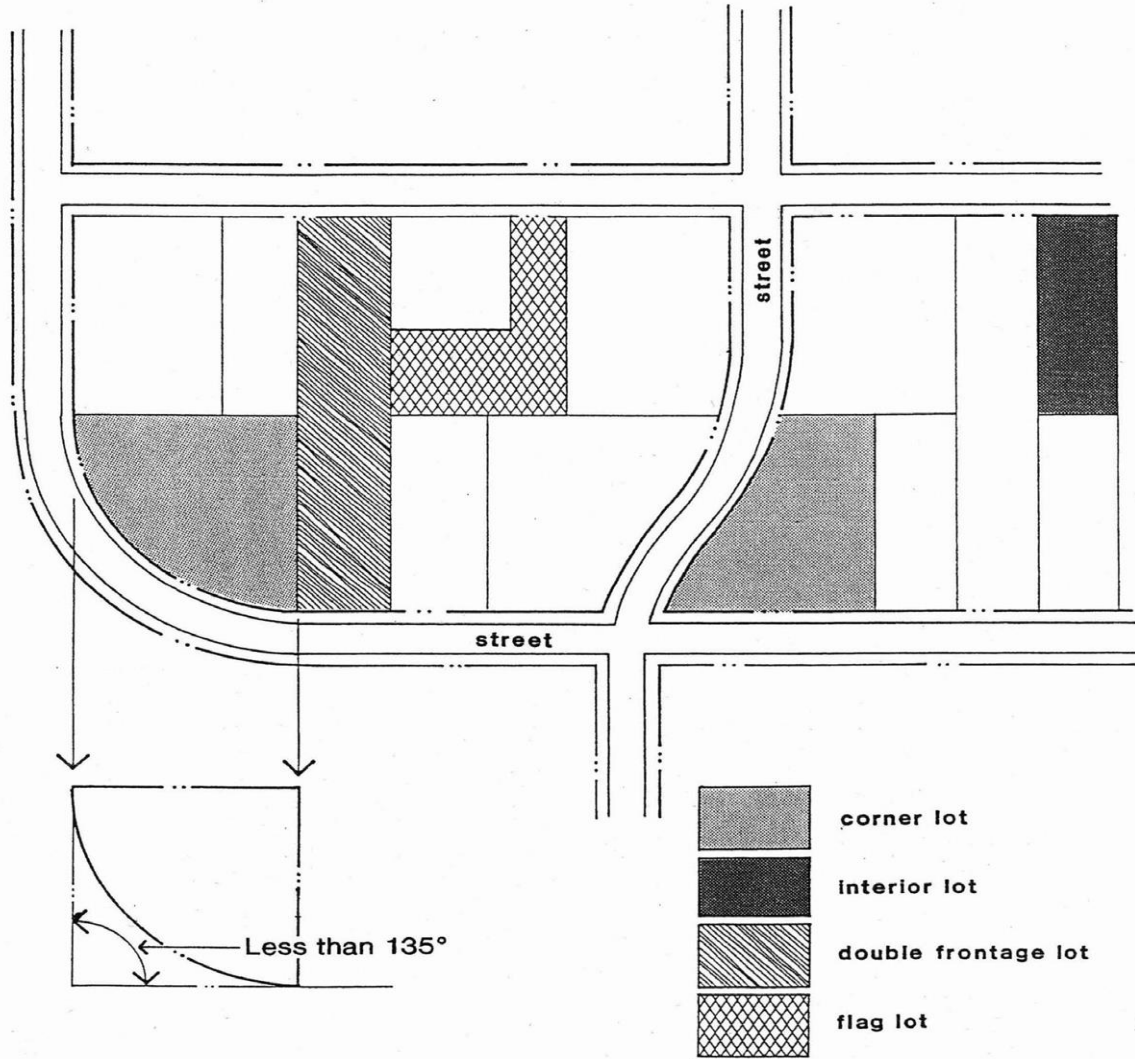 street
street
Less than 135°
corner lot
interior lot
double frontage lot
flag lot